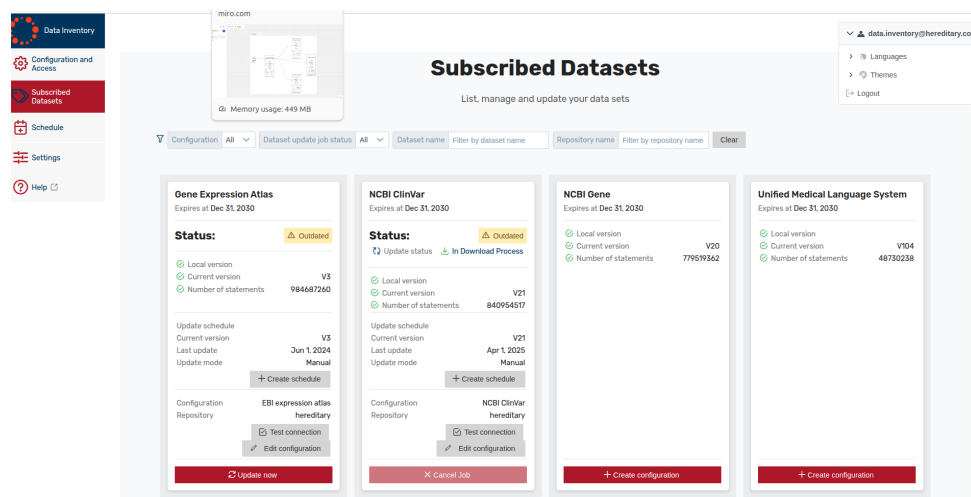 miro.com
Memory usage: 449 MB
Data Inventory
Configuration and
Access
Subscribed
Datasets
Schedule
Settings
Help
data.inventory@hereditary.co
Languages
Themes
Logout
Subscribed Datasets
List, manage and update your data sets
Configuration All Dataset update job status All Dataset name Filter by dataset name Repository name Filter by repository name Clear
Gene Expression Atlas
Expires at Dec 31, 2030
Status: Outdated
Local version
Current version V3
Number of statements 984687260
Update schedule
Current version V3
Last update Jun 1, 2024
Update mode Manual
Create schedule
Configuration EBI expression atlas
Repository hereditary
Test connection
Edit configuration
Update now
NCBI ClinVar
Expires at Dec 31, 2030
Status: Outdated
Update status In Download Process
Local version
Current version V21
Number of statements 840954517
Update schedule
Current version V21
Last update Apr 1, 2025
Update mode Manual
Create schedule
Configuration NCBI ClinVar
Repository hereditary
Test connection
Edit configuration
Cancel Job
NCBI Gene
Expires at Dec 31, 2030
Local version
Current version V20
Number of statements 779519362
Create configuration
Unified Medical Language System
Expires at Dec 31, 2030
Local version
Current version V104
Number of statements 48730238
Create configuration